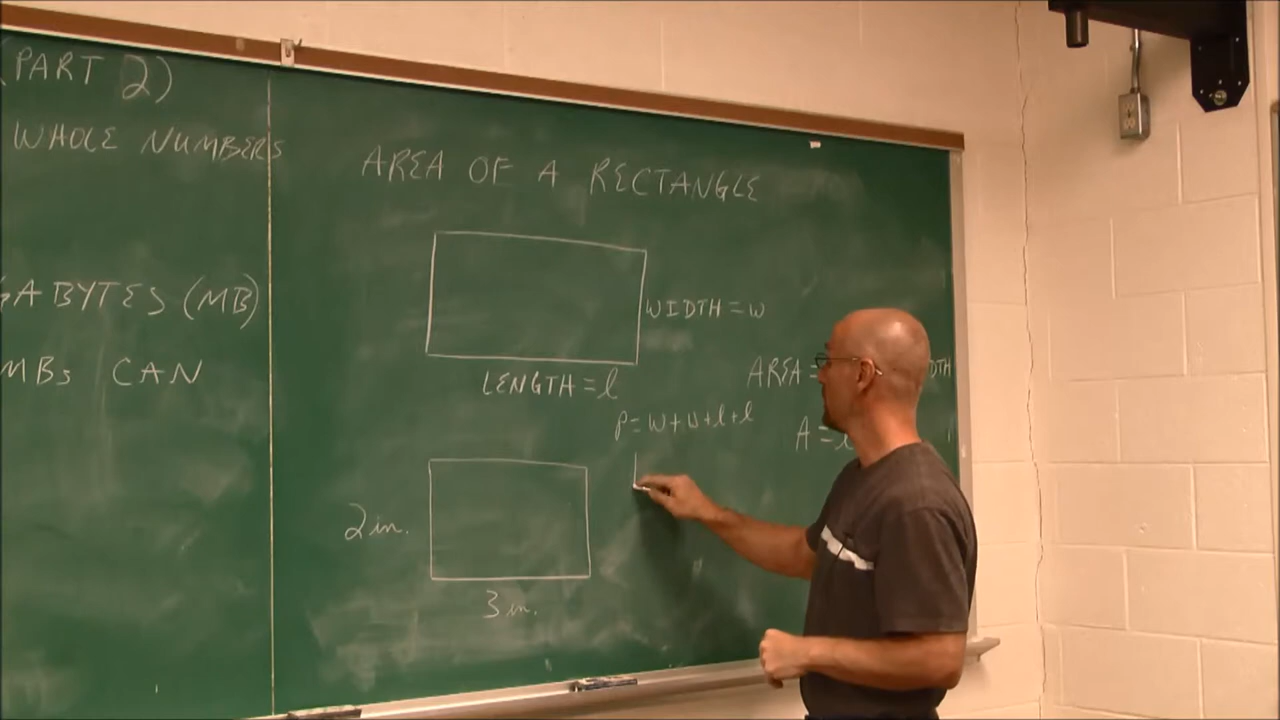 (PART 2)
WHOLE NUMBERS
GABYTES (MB)
MBs CAN
AREA OF A RECTANGLE
WIDTH = w
LENGTH = l
AREA =
DTH
P = W + W + l + l
A = l
2 in.
3 in.